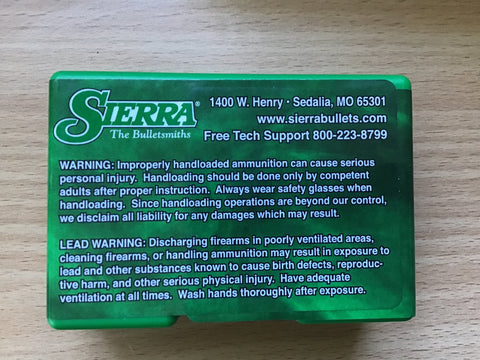 SIERRA®
The Bulletsmiths
1400 W. Henry · Sedalia, MO 65301
www.sierrabullets.com
Free Tech Support 800-223-8799
WARNING: Improperly handloaded ammunition can cause serious
personal injury. Handloading should be done only by competent
adults after proper instruction. Always wear safety glasses when
handloading. Since handloading operations are beyond our control,
we disclaim all liability for any damages which may result.
LEAD WARNING: Discharging firearms in poorly ventilated areas,
cleaning firearms, or handling ammunition may result in exposure to
lead and other substances known to cause birth defects, reproduc-
tive harm, and other serious physical injury. Have adequate
ventilation at all times. Wash hands thoroughly after exposure.